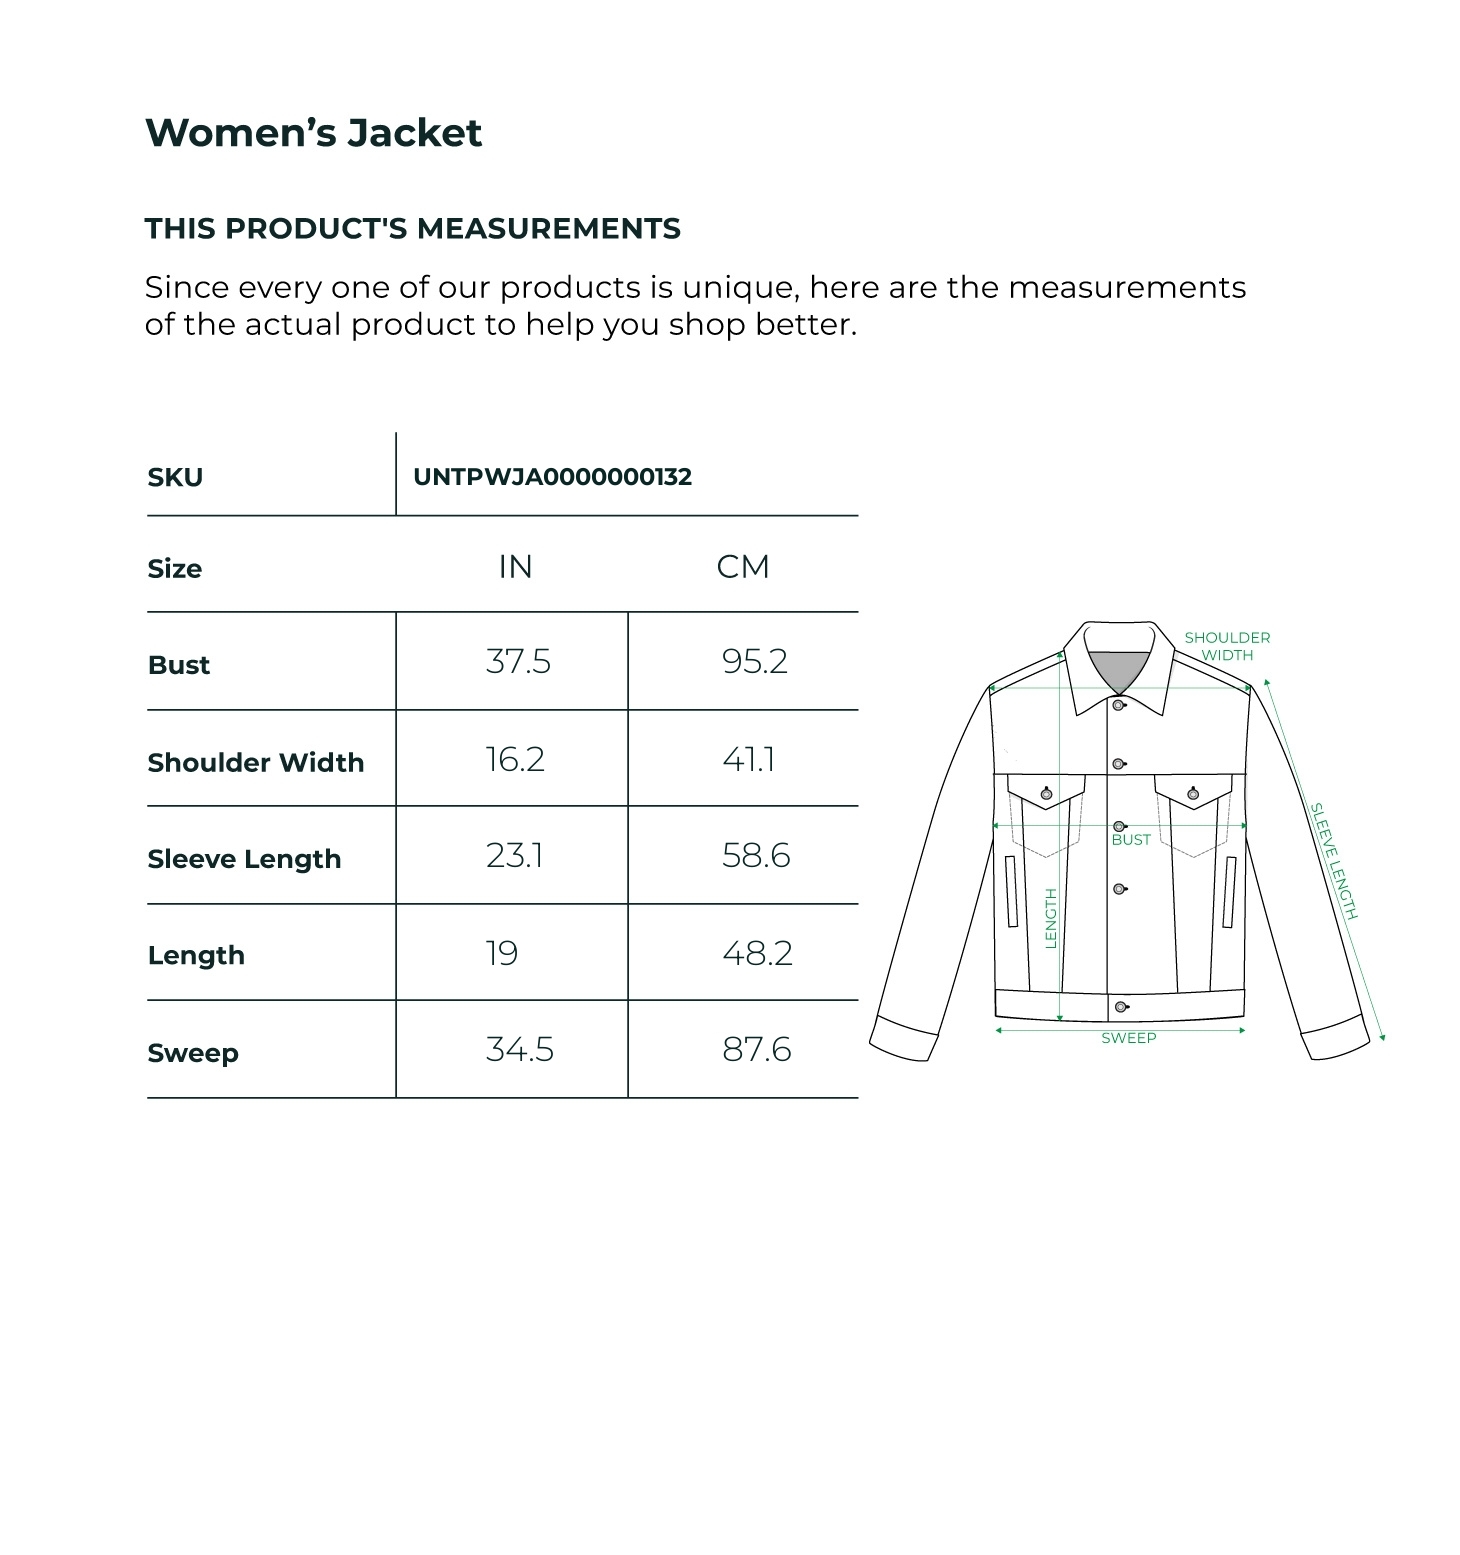 Women’s Jacket
THIS PRODUCT'S MEASUREMENTS
Since every one of our products is unique, here are the measurements
of the actual product to help you shop better.
SKU UNTPWJA0000000132
Size IN CM
Bust 37.5 95.2
Shoulder Width 16.2 41.1
Sleeve Length 23.1 58.6
Length 19 48.2
Sweep 34.5 87.6
SHOULDER
WIDTH
SLEEVE LENGTH
BUST
LENGTH
SWEEP